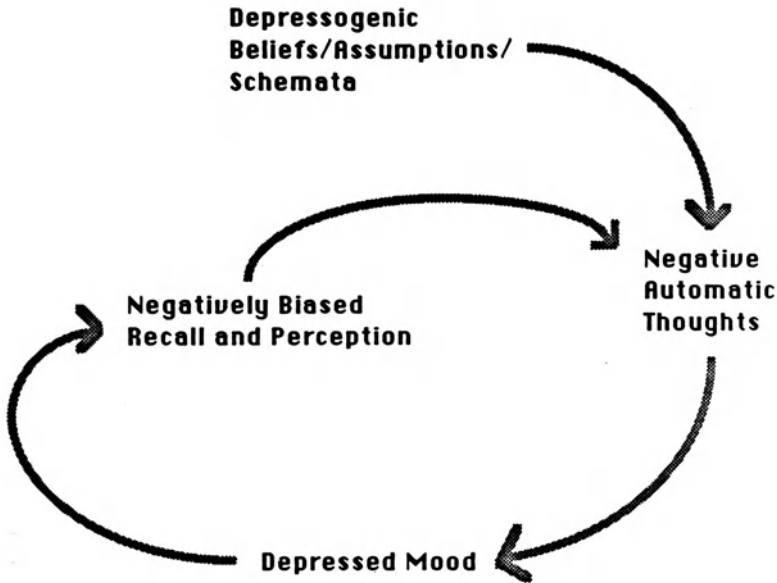 Depressogenic
Beliefs/Assumptions/
Schemata
Negatively Biased
Recall and Perception
Negative
Automatic
Thoughts
Depressed Mood